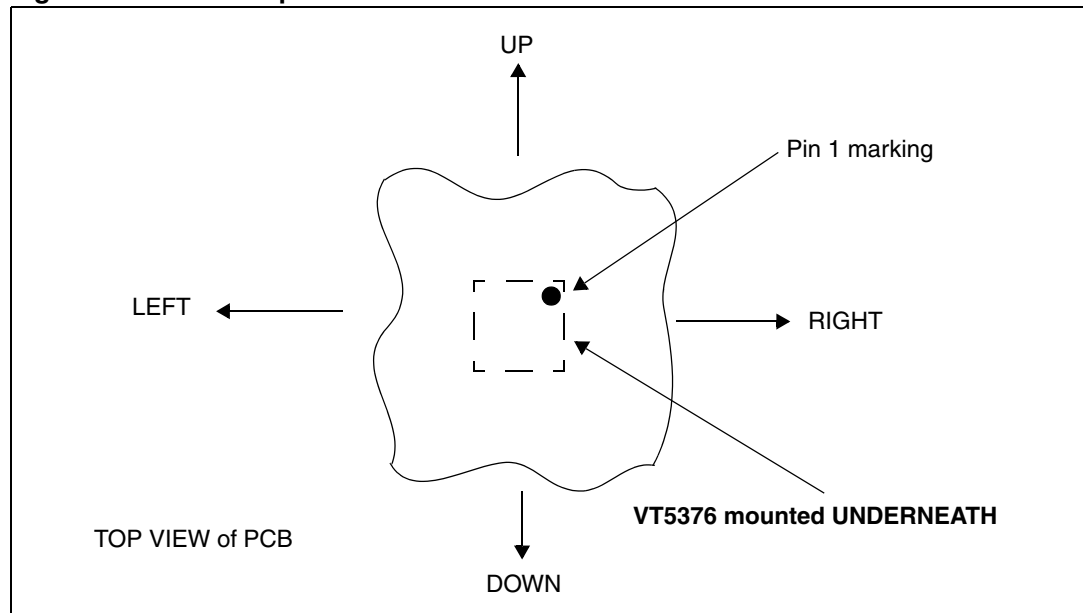 UP
Pin 1 marking
LEFT
RIGHT
VT5376 mounted UNDERNEATH
TOP VIEW of PCB
DOWN